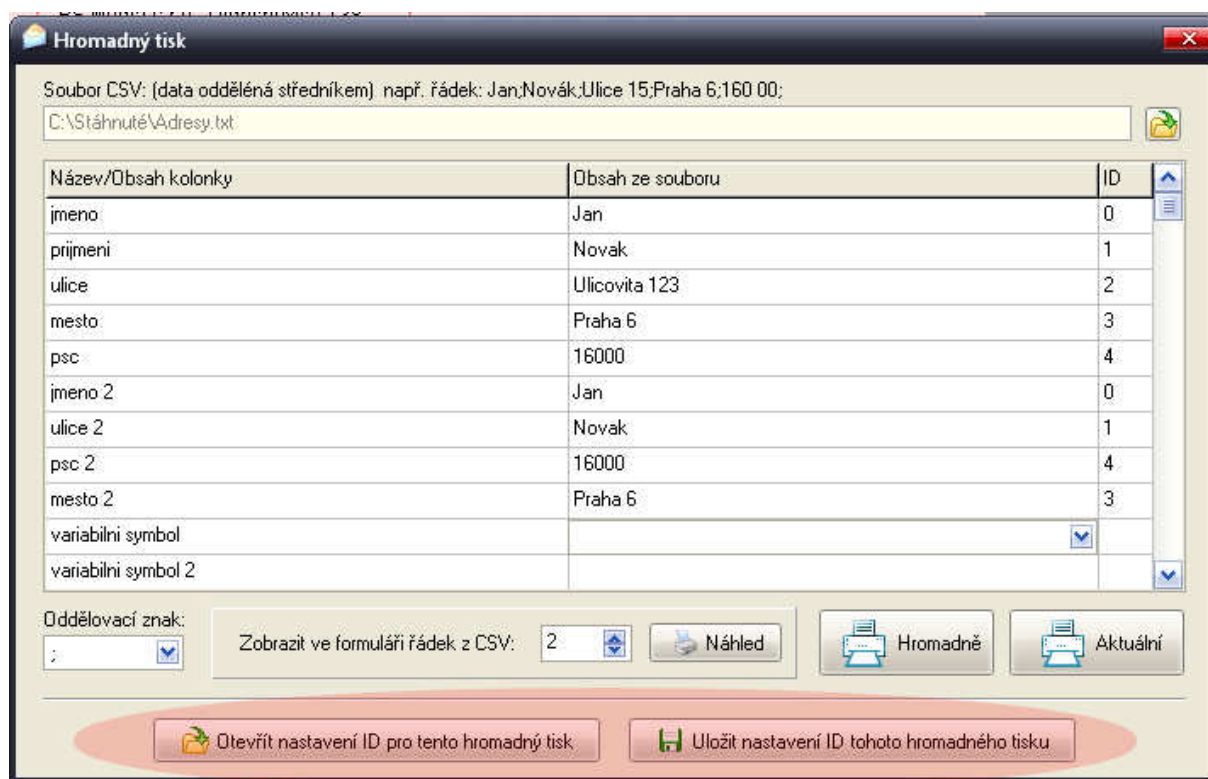 Hromadný tisk
Soubor CSV: (data odděléná středníkem) např. řádek: Jan;Novák;Ulice 15;Praha 6;160 00;
C:\Stáhnuté\Adresy.txt
Název/Obsah kolonky Obsah ze souboru ID
jmeno Jan 0
prijmeni Novak 1
ulice Ulicovita 123 2
mesto Praha 6 3
psc 16000 4
jmeno 2 Jan 0
ulice 2 Novak 1
psc 2 16000 4
mesto 2 Praha 6 3
variabilni symbol
variabilni symbol 2
Oddělovací znak:
; Zobrazit ve formuláři řádek z CSV: 2 Náhled Hromadně Aktuální
Otevřít nastavení ID pro tento hromadný tisk Uložit nastavení ID tohoto hromadného tisku